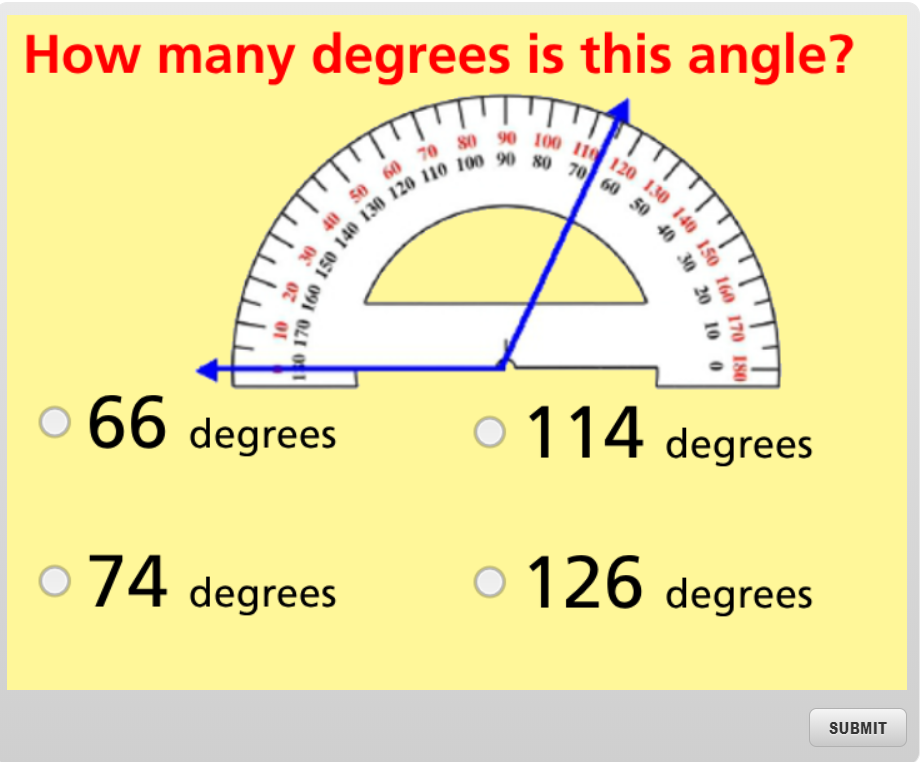 How many degrees is this angle?
0 10 20 30 40 50 60 70 80 90 100 110 120 130 140 150 160 170 180
170 160 150 140 130 120 110 100 90 80 70 60 50 40 30 20 10 0
66 degrees
114 degrees
74 degrees
126 degrees
SUBMIT